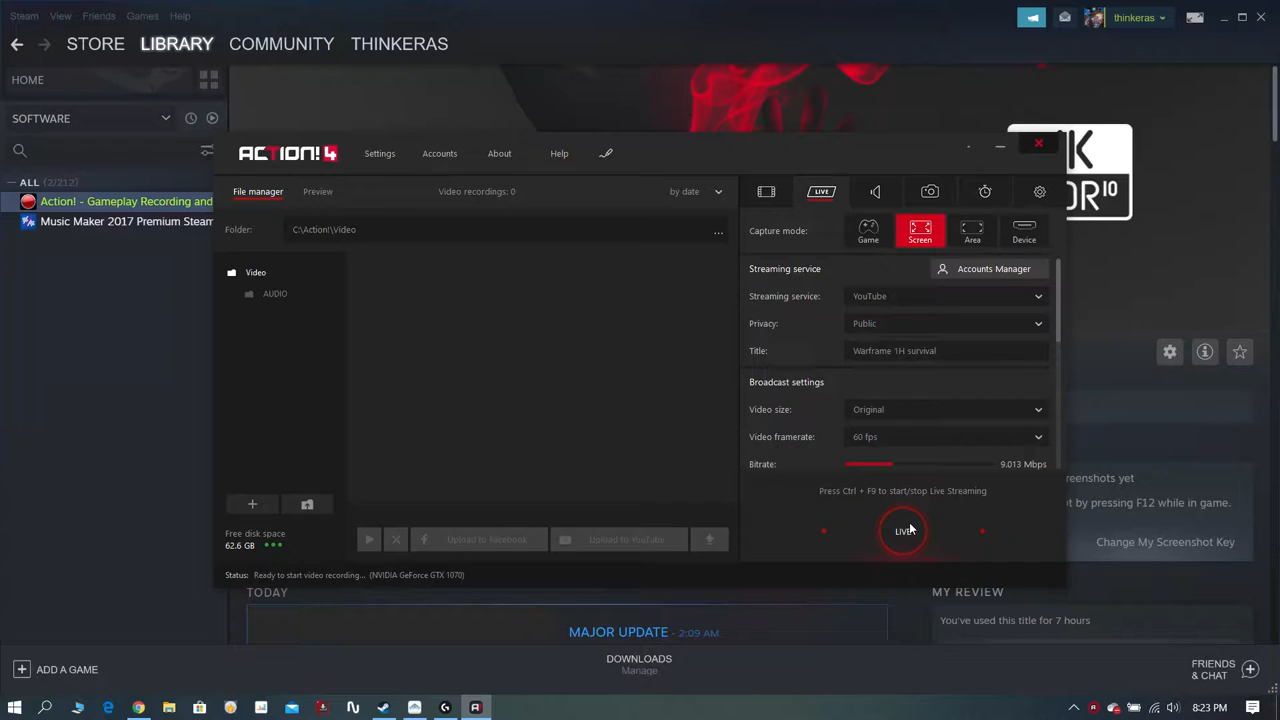 Steam View Friends Games Help
thinkeras
STORE LIBRARY COMMUNITY THINKERAS
HOME
SOFTWARE
ALL (2/212)
Action! - Gameplay Recording and
Music Maker 2017 Premium Steam
ACTION! 4
Settings Accounts About Help
File manager Preview Video recordings: 0 by date
LIVE
Folder: C:\Action!\Video ...
Capture mode: Game Screen Area Device
Video
AUDIO
Streaming service Accounts Manager
Streaming service: YouTube
Privacy: Public
Title: Warframe 1H survival
Broadcast settings
Video size: Original
Video framerate: 60 fps
Bitrate: 9.013 Mbps
Press Ctrl + F9 to start/stop Live Streaming
LIVE
Free disk space
62.6 GB
Upload to Facebook Upload to YouTube
Status: Ready to start video recording... (NVIDIA GeForce GTX 1070)
K
OR10
creenshots yet
ot by pressing F12 while in game.
Change My Screenshot Key
TODAY
MAJOR UPDATE - 2:09 AM
MY REVIEW
You've used this title for 7 hours
ADD A GAME
DOWNLOADS
Manage
FRIENDS
& CHAT
8:23 PM